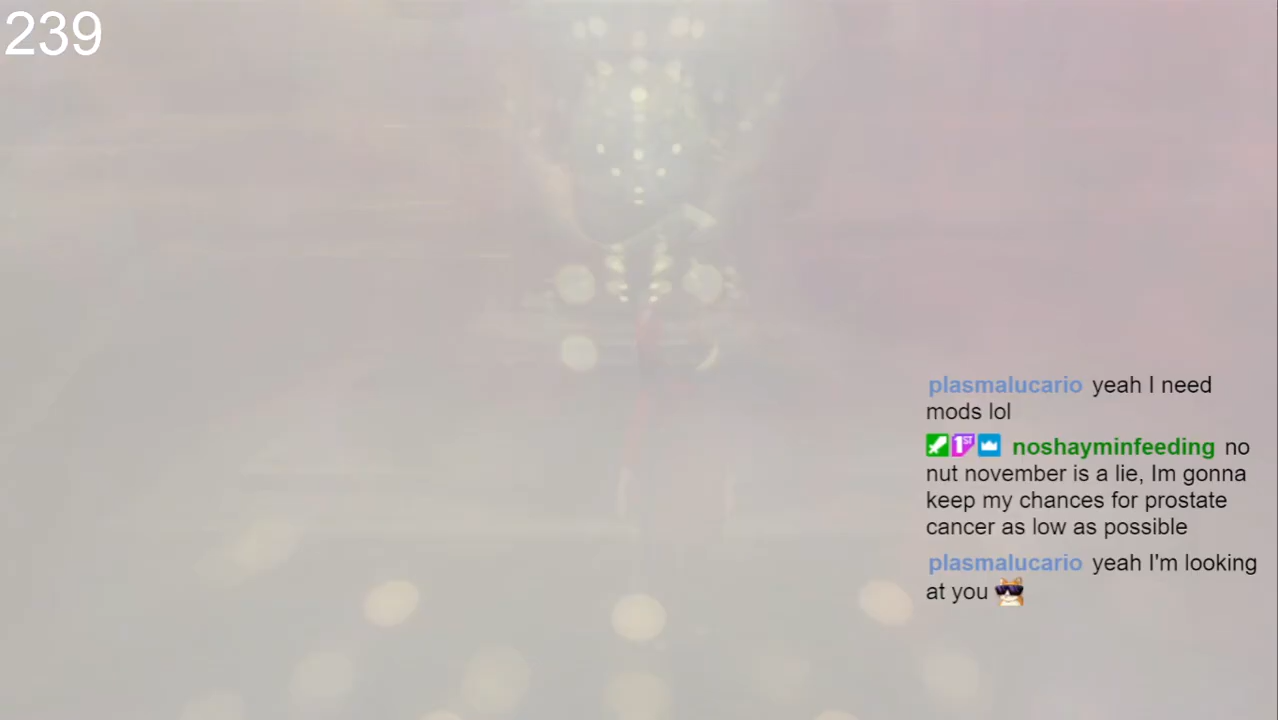 239
plasmalucario yeah I need
mods lol
1ST noshayminfeeding no
nut november is a lie, Im gonna
keep my chances for prostate
cancer as low as possible
plasmalucario yeah I'm looking
at you